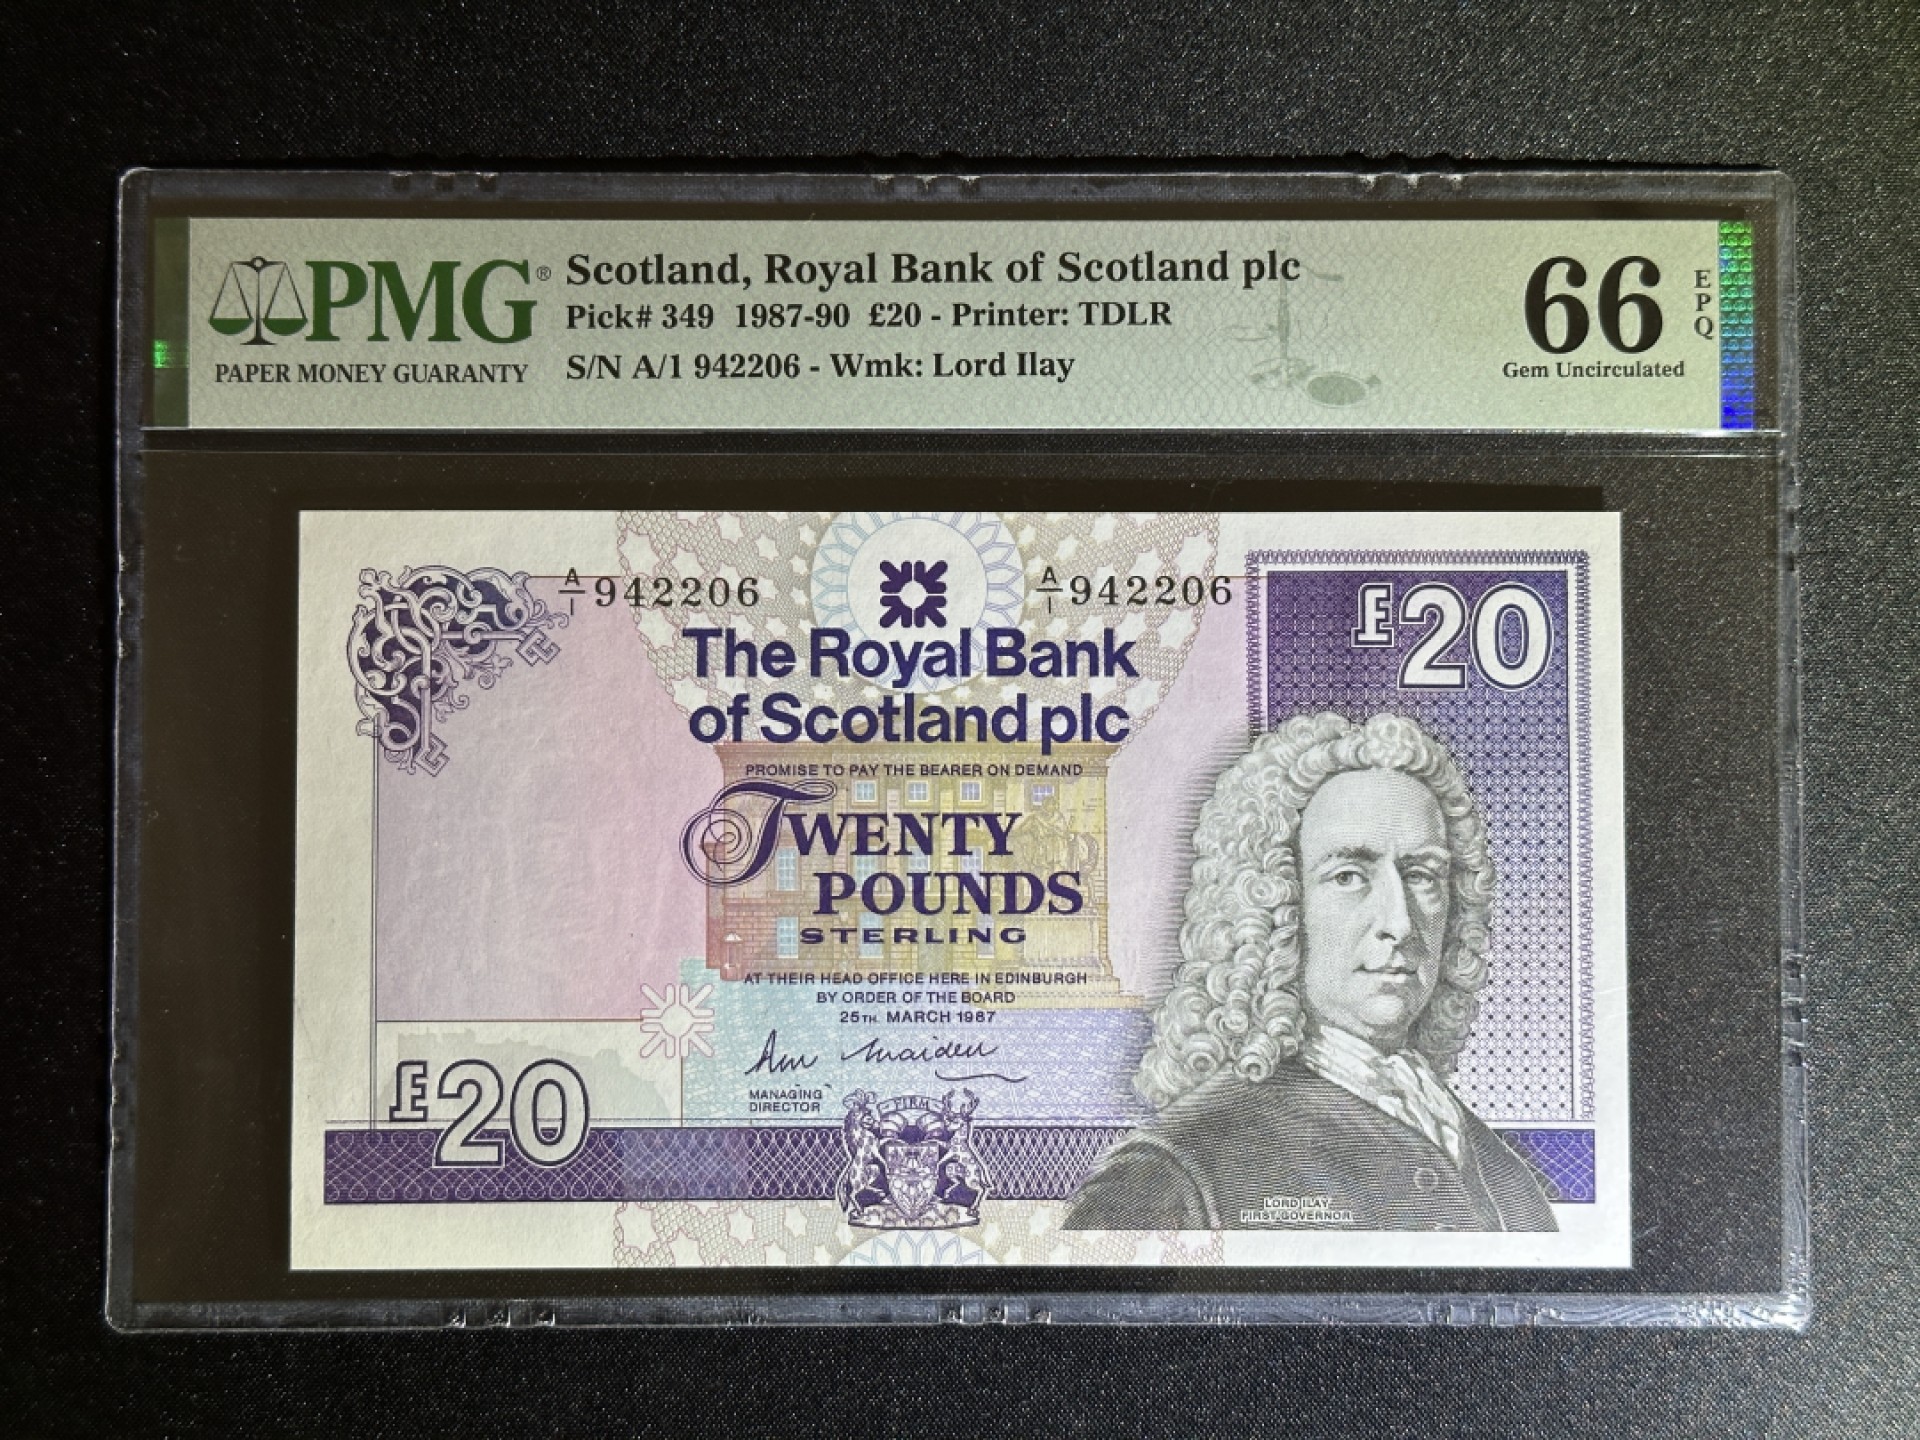 PMG®
PAPER MONEY GUARANTY
Scotland, Royal Bank of Scotland plc
Pick# 349 1987-90 £20 - Printer: TDLR
S/N A/1 942206 - Wmk: Lord Ilay
66
EPQ
Gem Uncirculated
A/1 942206
A/1 942206
£20
The Royal Bank
of Scotland plc
PROMISE TO PAY THE BEARER ON DEMAND
TWENTY
POUNDS
STERLING
AT THEIR HEAD OFFICE HERE IN EDINBURGH
BY ORDER OF THE BOARD
25TH. MARCH 1987
MANAGING
DIRECTOR
FIRM
£20
LORD ILAY
FIRST GOVERNOR